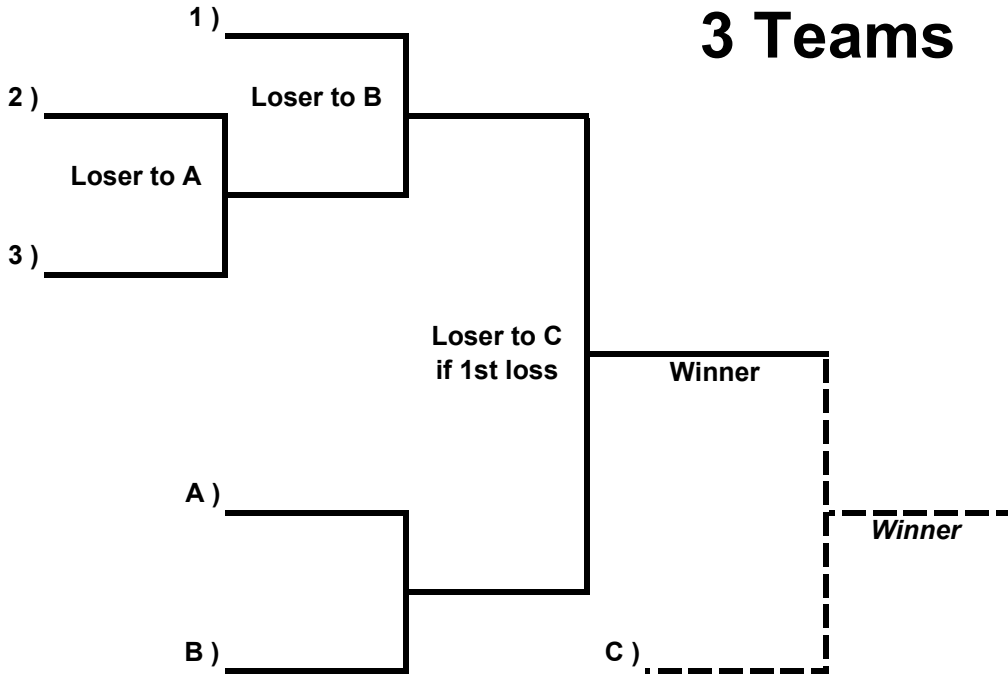 3 Teams
1 )
Loser to B
2 )
Loser to A
3 )
Loser to C
if 1st loss
Winner
A )
Winner
B )
C )